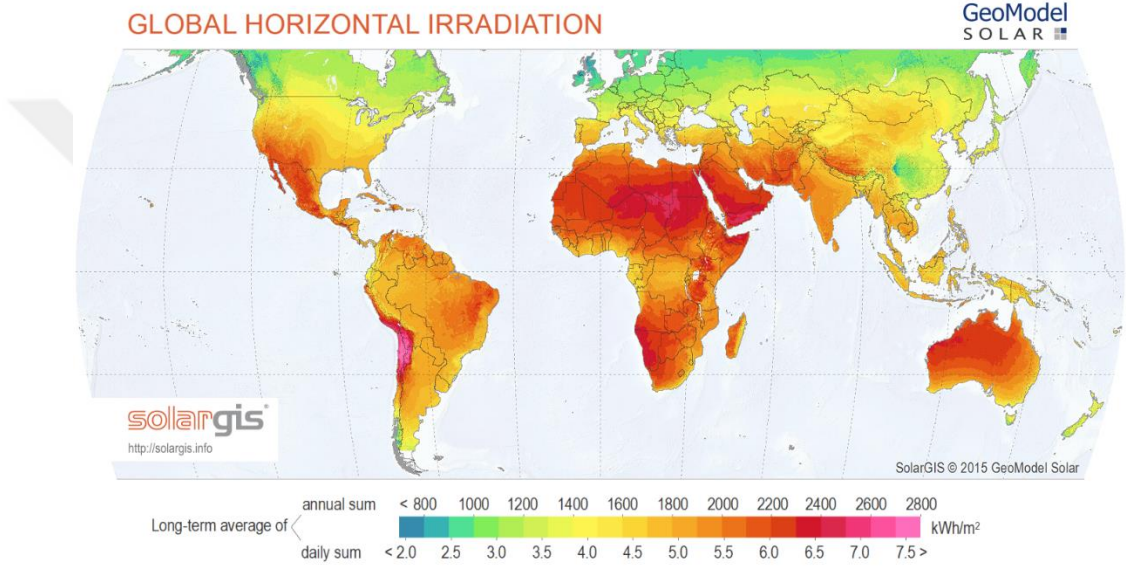 GLOBAL HORIZONTAL IRRADIATION
GeoModel
SOLAR
solargis
http://solargis.info
SolarGIS © 2015 GeoModel Solar
Long-term average of
annual sum < 800 1000 1200 1400 1600 1800 2000 2200 2400 2600 2800
kWh/m²
daily sum < 2.0 2.5 3.0 3.5 4.0 4.5 5.0 5.5 6.0 6.5 7.0 7.5 >